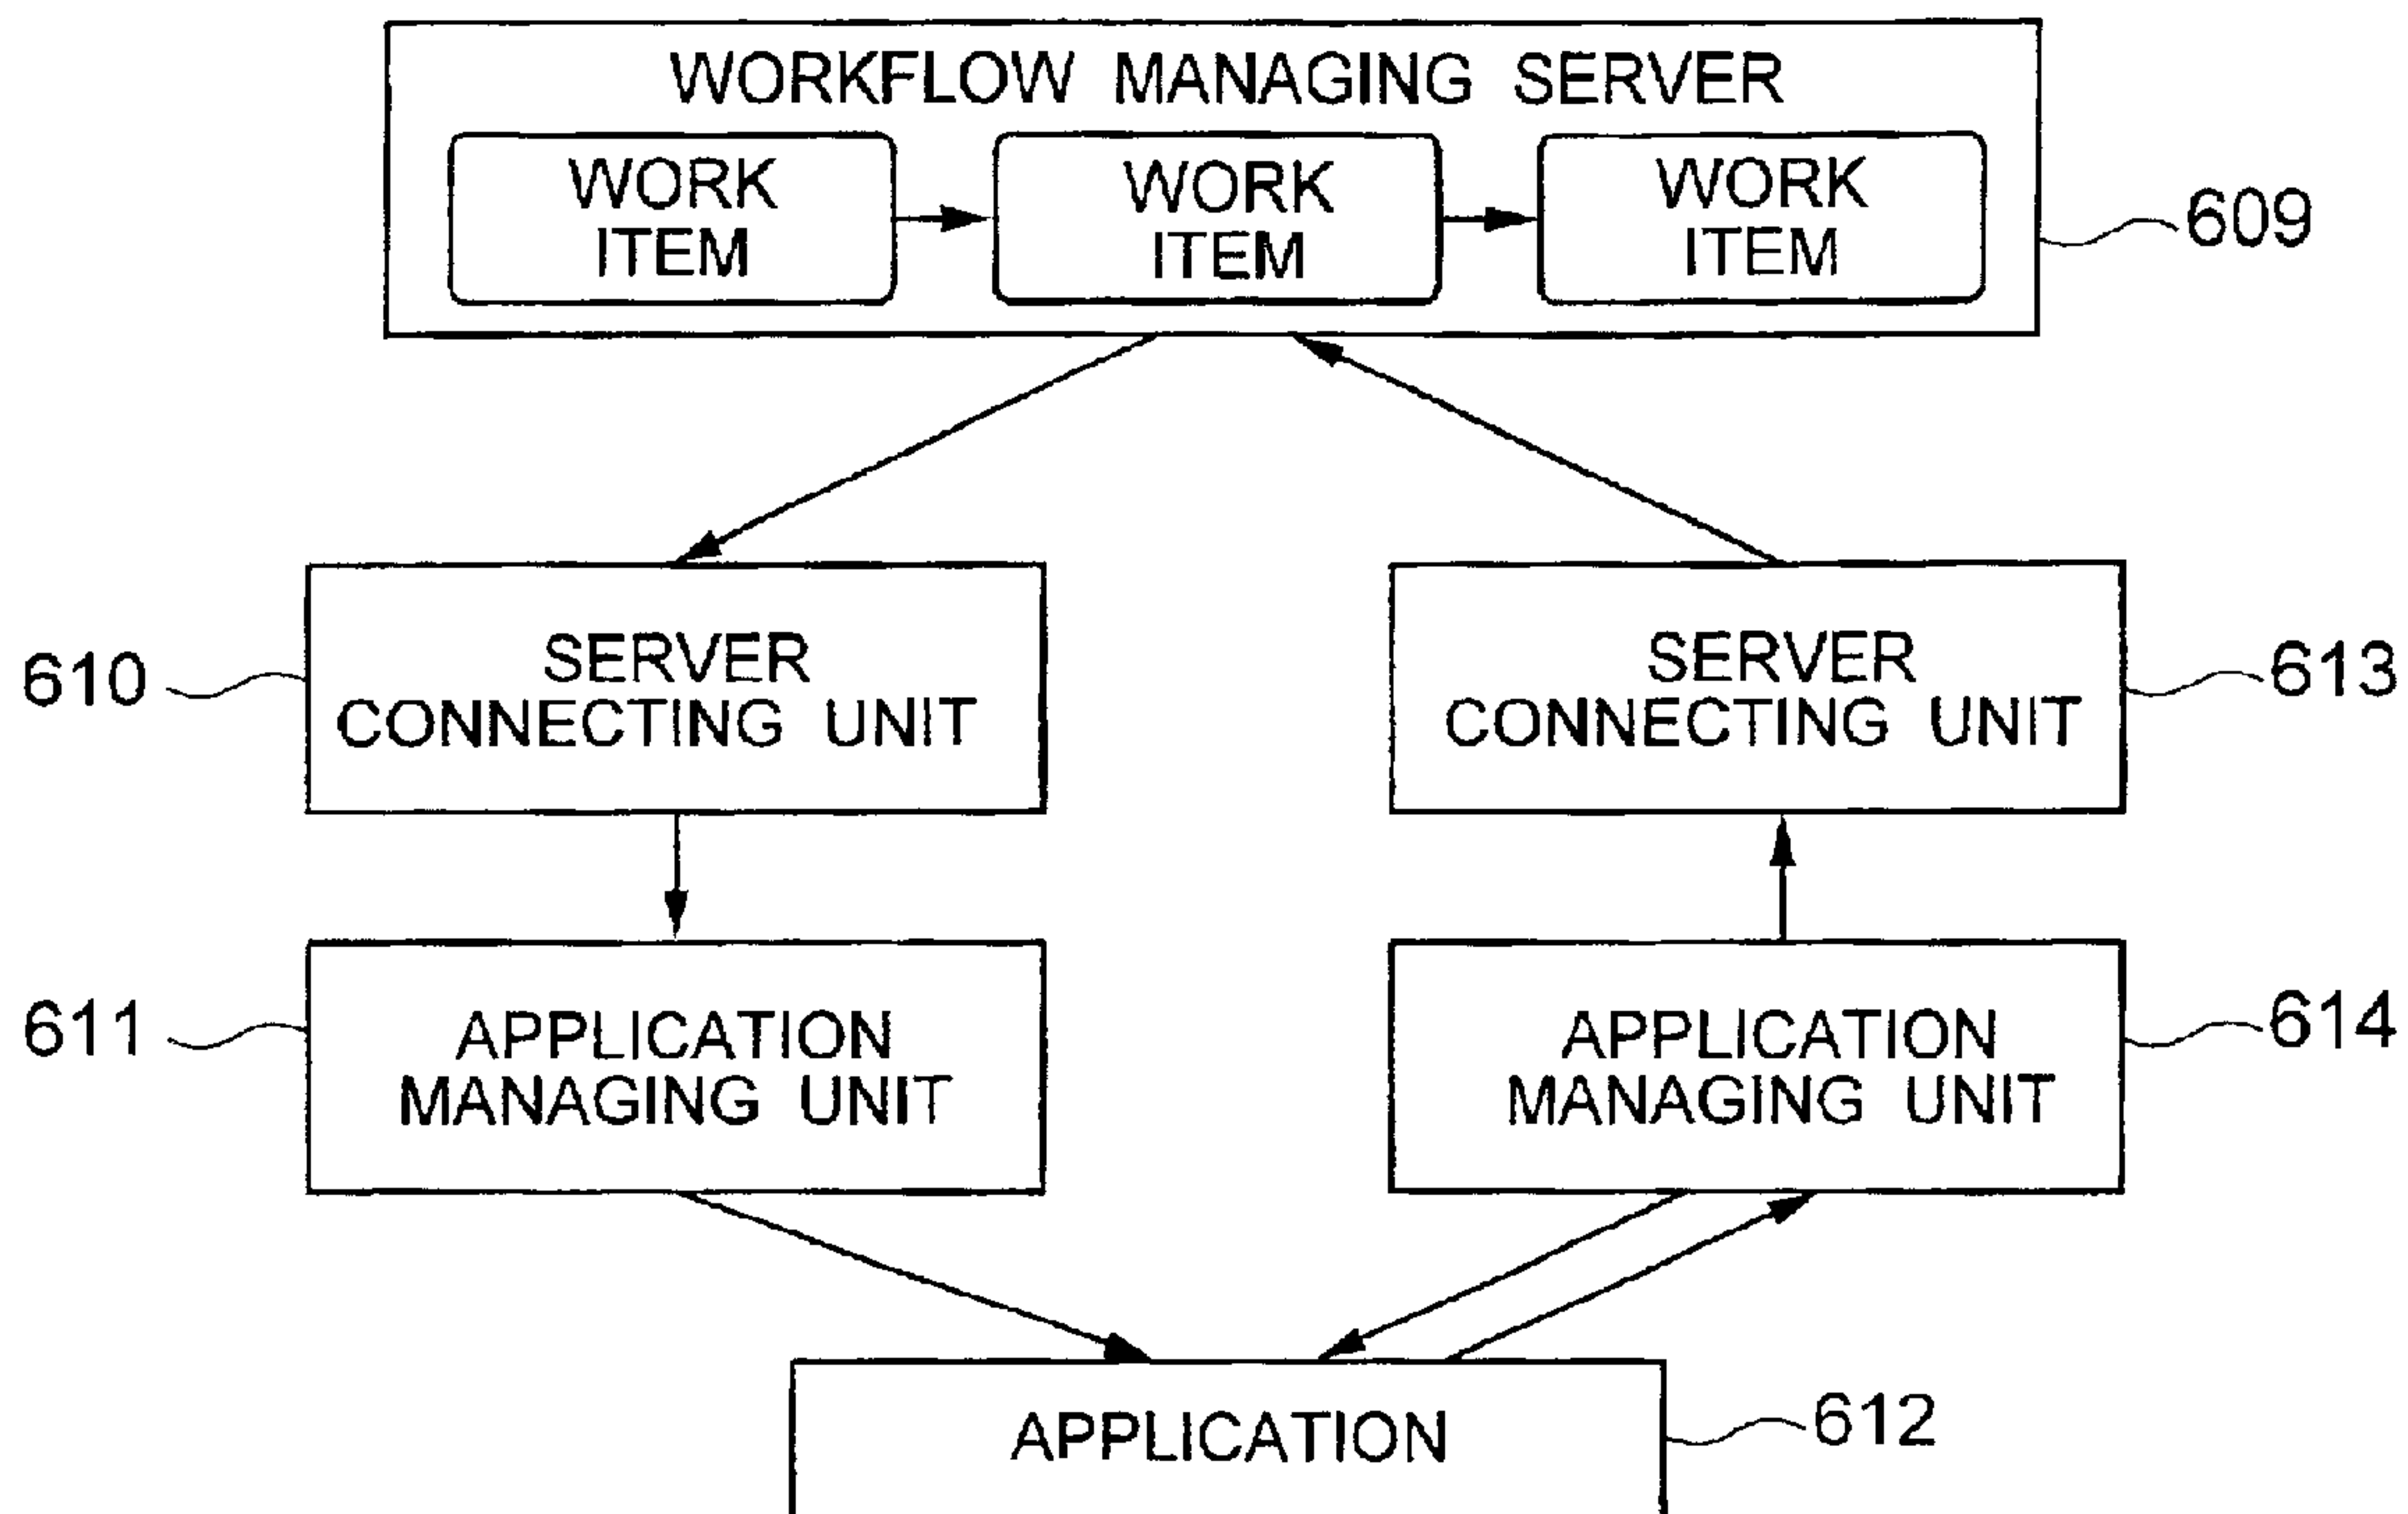 WORKFLOW MANAGING SERVER
WORK
ITEM
WORK
ITEM
WORK
ITEM
609
610
SERVER
CONNECTING UNIT
SERVER
CONNECTING UNIT
613
611
APPLICATION
MANAGING UNIT
APPLICATION
MANAGING UNIT
614
APPLICATION
612